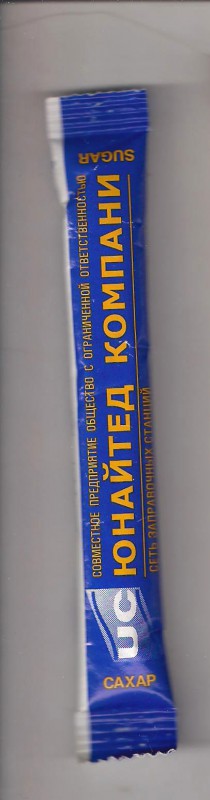 SUGAR
СОВМЕСТНОЕ ПРЕДПРИЯТИЕ ОБЩЕСТВО С ОГРАНИЧЕННОЙ ОТВЕТСТВЕННОСТЬЮ
ЮНАЙТЕД КОМПАНИ
СЕТЬ ЗАПРАВОЧНЫХ СТАНЦИЙ
UC
САХАР